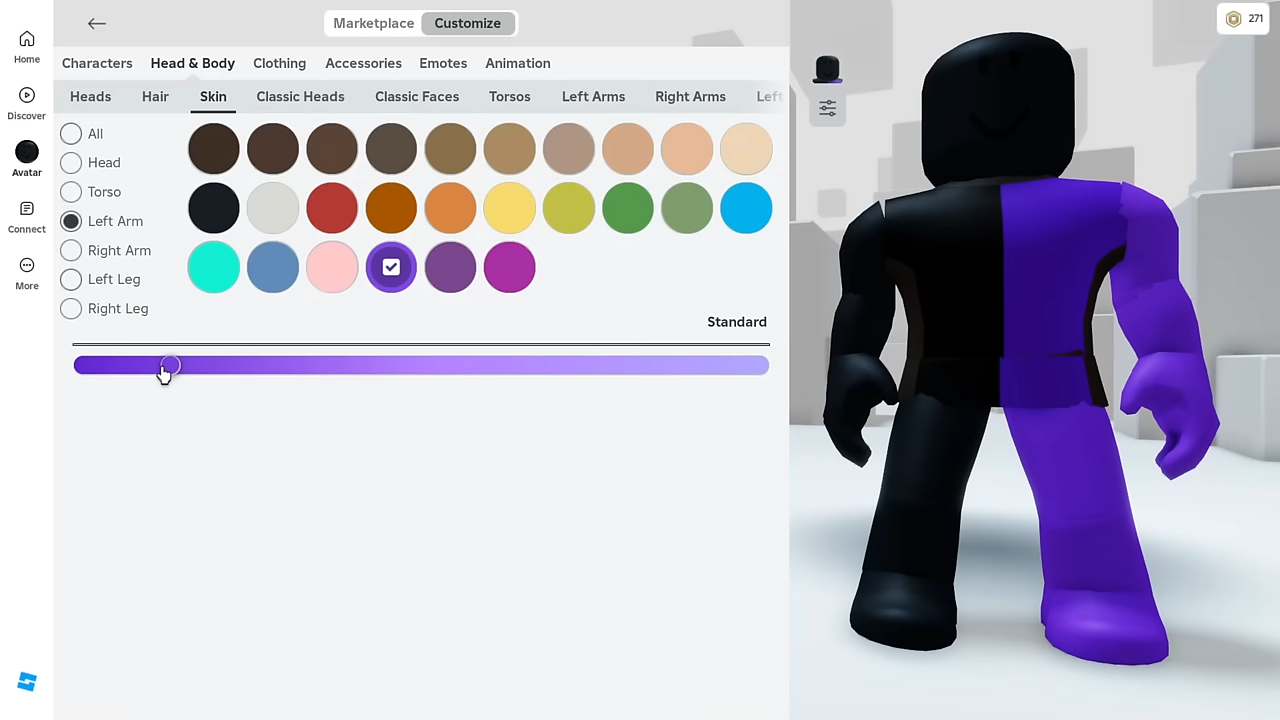 Marketplace Customize
271
Home
Discover
Avatar
Connect
More
Characters Head & Body Clothing Accessories Emotes Animation
Heads Hair Skin Classic Heads Classic Faces Torsos Left Arms Right Arms Left
All
Head
Torso
Left Arm
Right Arm
Left Leg
Right Leg
Standard